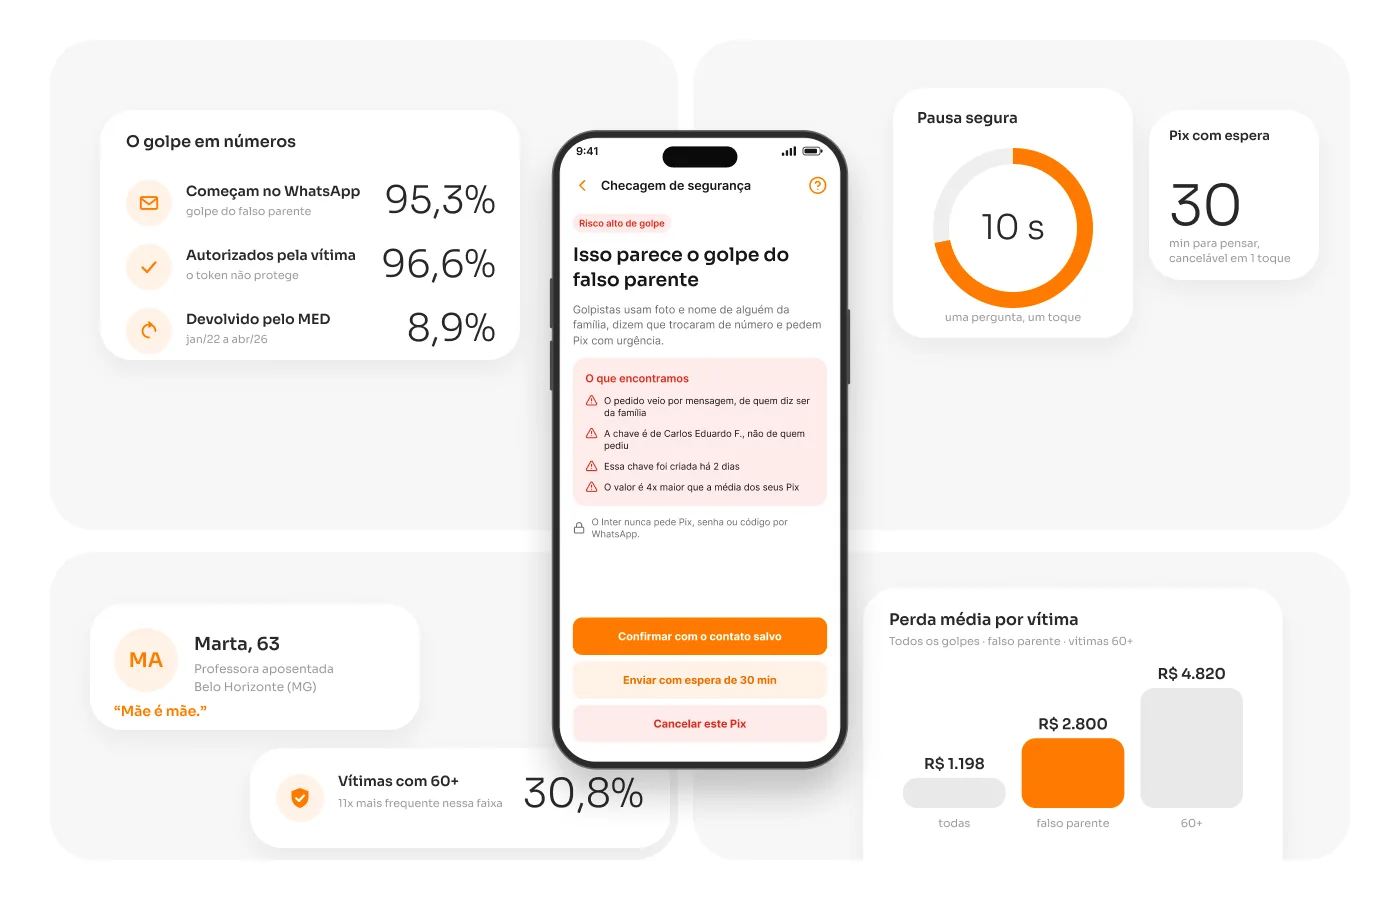 O golpe em números
Começam no WhatsApp
golpe do falso parente
95,3%
Autorizados pela vítima
o token não protege
96,6%
Devolvido pelo MED
jan/22 a abr/26
8,9%
9:41
Checagem de segurança
?
Risco alto de golpe
Isso parece o golpe do
falso parente
Golpistas usam foto e nome de alguém da
família, dizem que trocaram de número e pedem
Pix com urgência.
O que encontramos
O pedido veio por mensagem, de quem diz ser
da família
A chave é de Carlos Eduardo F., não de quem
pediu
Essa chave foi criada há 2 dias
O valor é 4x maior que a média dos seus Pix
O Inter nunca pede Pix, senha ou código por
WhatsApp.
Confirmar com o contato salvo
Enviar com espera de 30 min
Cancelar este Pix
Pausa segura
10 s
uma pergunta, um toque
Pix com espera
30
min para pensar,
cancelável em 1 toque
MA
Marta, 63
Professora aposentada
Belo Horizonte (MG)
“Mãe é mãe.”
Vítimas com 60+
11x mais frequente nessa faixa
30,8%
Perda média por vítima
Todos os golpes · falso parente · vítimas 60+
R$ 1.198
R$ 2.800
R$ 4.820
todas
falso parente
60+